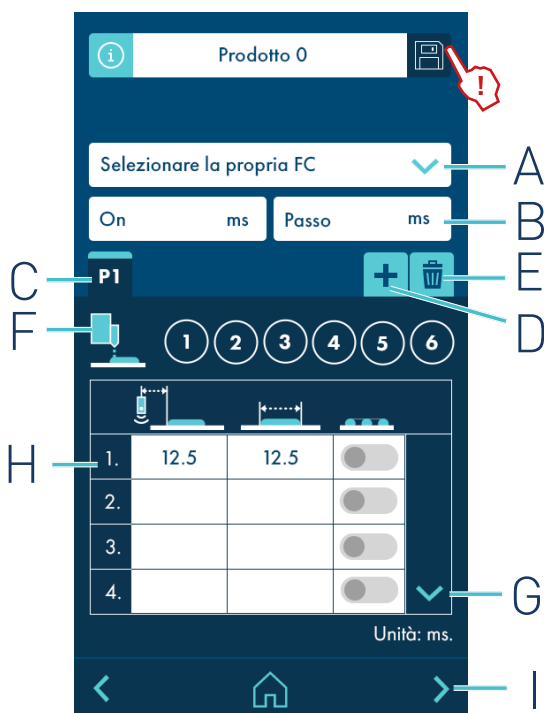 Prodotto 0
!
Selezionare la propria FC
A
On ms Passo ms
B
C
P1
E
D
F
1 2 3 4 5 6
H
1. 12.5 12.5
2.
3.
4.
G
Unità: ms.
I